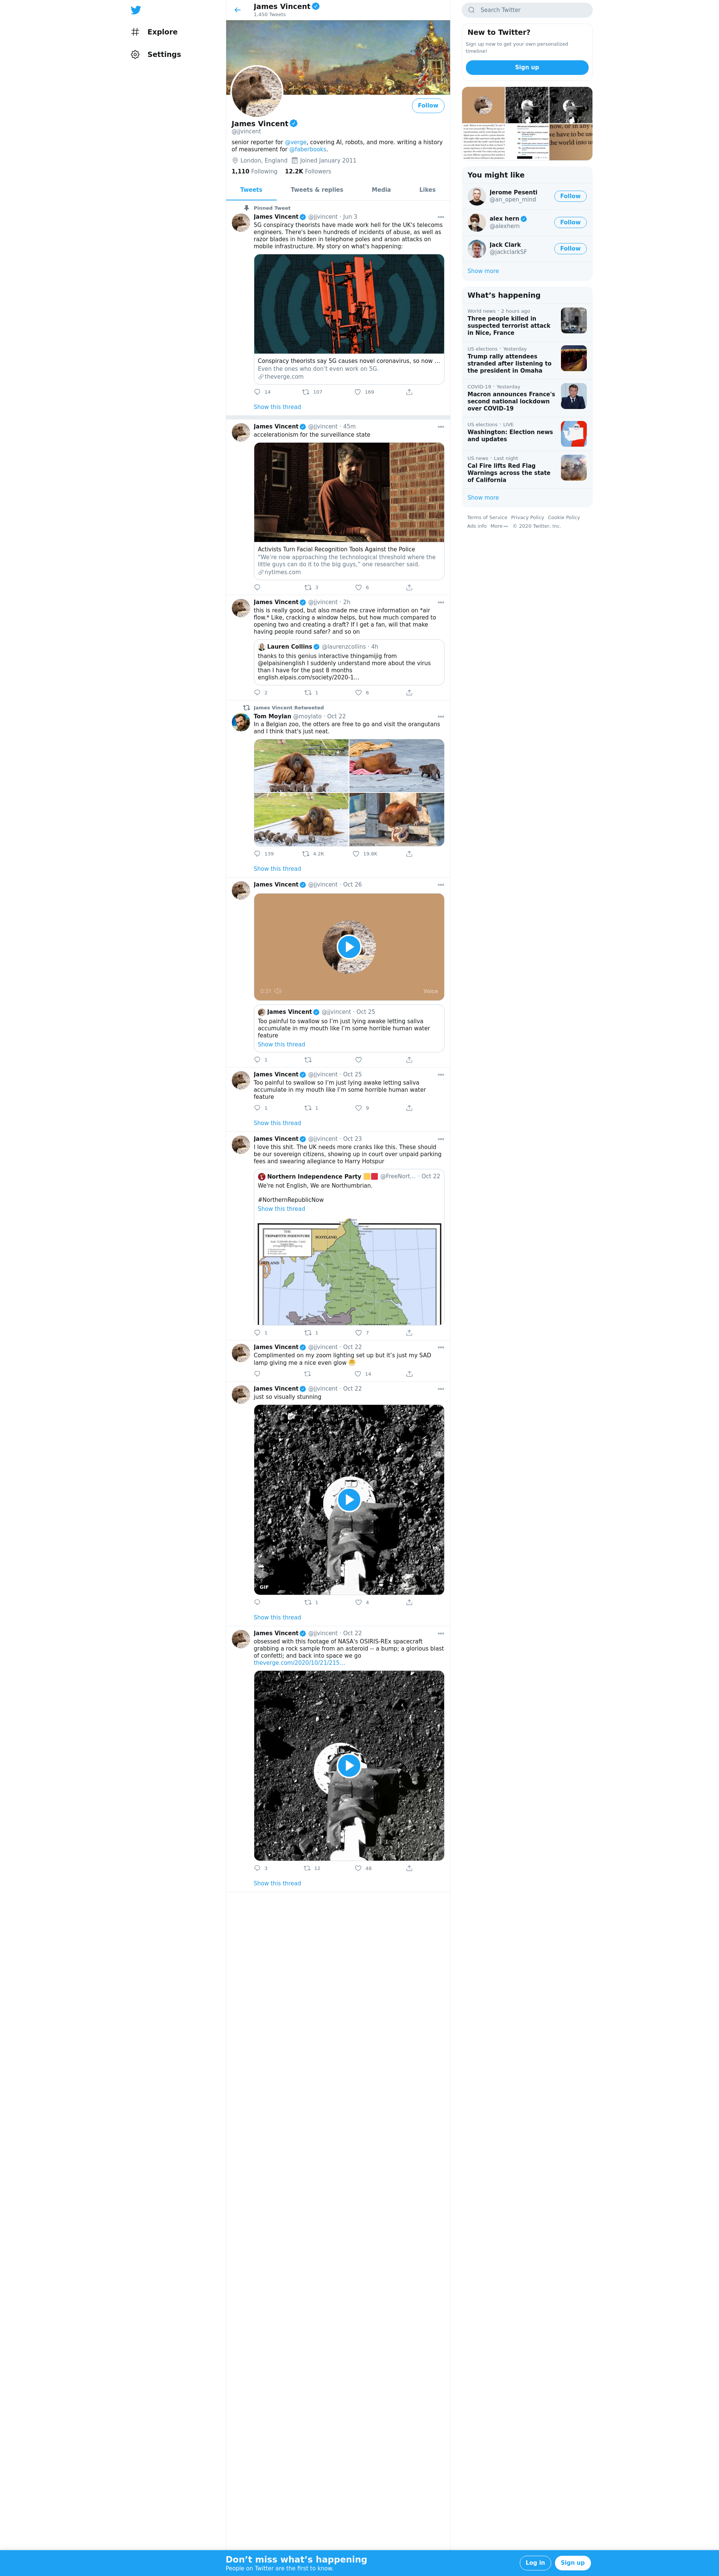 Explore
Settings
James Vincent
1,450 Tweets
Follow
James Vincent
@jjvincent
senior reporter for @verge, covering AI, robots, and more. writing a history
of measurement for @faberbooks.
London, England Joined January 2011
1,110 Following 12.2K Followers
Tweets Tweets & replies Media Likes
Pinned Tweet
James Vincent @jjvincent · Jun 3
5G conspiracy theorists have made work hell for the UK's telecoms
engineers. There's been hundreds of incidents of abuse, as well as
razor blades in hidden in telephone poles and arson attacks on
mobile infrastructure. My story on what's happening:
Conspiracy theorists say 5G causes novel coronavirus, so now ...
Even the ones who don't even work on 5G.
theverge.com
14 107 169
Show this thread
James Vincent @jjvincent · 45m
accelerationism for the surveillance state
Activists Turn Facial Recognition Tools Against the Police
"We're now approaching the technological threshold where the
little guys can do it to the big guys," one researcher said.
nytimes.com
3 6
James Vincent @jjvincent · 2h
this is really good, but also made me crave information on *air
flow.* Like, cracking a window helps, but how much compared to
opening two and creating a draft? If I get a fan, will that make
having people round safer? and so on
Lauren Collins @laurenzcollins · 4h
thanks to this genius interactive thingamijig from
@elpaisinenglish I suddenly understand more about the virus
than I have for the past 8 months
english.elpais.com/society/2020-1...
2 1 6
James Vincent Retweeted
Tom Moylan @moylato · Oct 22
In a Belgian zoo, the otters are free to go and visit the orangutans
and I think that's just neat.
139 4.2K 19.8K
Show this thread
James Vincent @jjvincent · Oct 26
Voice
James Vincent @jjvincent · Oct 25
Too painful to swallow so I'm just lying awake letting saliva
accumulate in my mouth like I'm some horrible human water
feature
Show this thread
1
James Vincent @jjvincent · Oct 25
Too painful to swallow so I'm just lying awake letting saliva
accumulate in my mouth like I'm some horrible human water
feature
1 1 9
Show this thread
James Vincent @jjvincent · Oct 23
I love this shit. The UK needs more cranks like this. These should
be our sovereign citizens, showing up in court over unpaid parking
fees and swearing allegiance to Harry Hotspur
Northern Independence Party @FreeNort... · Oct 22
We're not English, We are Northumbrian.
#NorthernRepublicNow
Show this thread
THE
TRIPARTITE INDENTURE
SCOTLAND
1 1 7
James Vincent @jjvincent · Oct 22
Complimented on my zoom lighting set up but it's just my SAD
lamp giving me a nice even glow
14
James Vincent @jjvincent · Oct 22
just so visually stunning
GIF
1 4
Show this thread
James Vincent @jjvincent · Oct 22
obsessed with this footage of NASA's OSIRIS-REx spacecraft
grabbing a rock sample from an asteroid -- a bump; a glorious blast
of confetti; and back into space we go
theverge.com/2020/10/21/215...
3 12 48
Show this thread
Search Twitter
New to Twitter?
Sign up now to get your own personalized
timeline!
Sign up
now, or in any
we have to be
the world into
You might like
Jerome Pesenti
@an_open_mind
Follow
alex hern
@alexhern
Follow
Jack Clark
@jackclarkSF
Follow
Show more
What's happening
World news · 2 hours ago
Three people killed in
suspected terrorist attack
in Nice, France
US elections · Yesterday
Trump rally attendees
stranded after listening to
the president in Omaha
COVID-19 · Yesterday
Macron announces France's
second national lockdown
over COVID-19
US elections · LIVE
Washington: Election news
and updates
US news · Last night
Cal Fire lifts Red Flag
Warnings across the state
of California
Show more
Terms of Service Privacy Policy Cookie Policy
Ads info More © 2020 Twitter, Inc.
Don't miss what's happening
People on Twitter are the first to know.
Log in Sign up